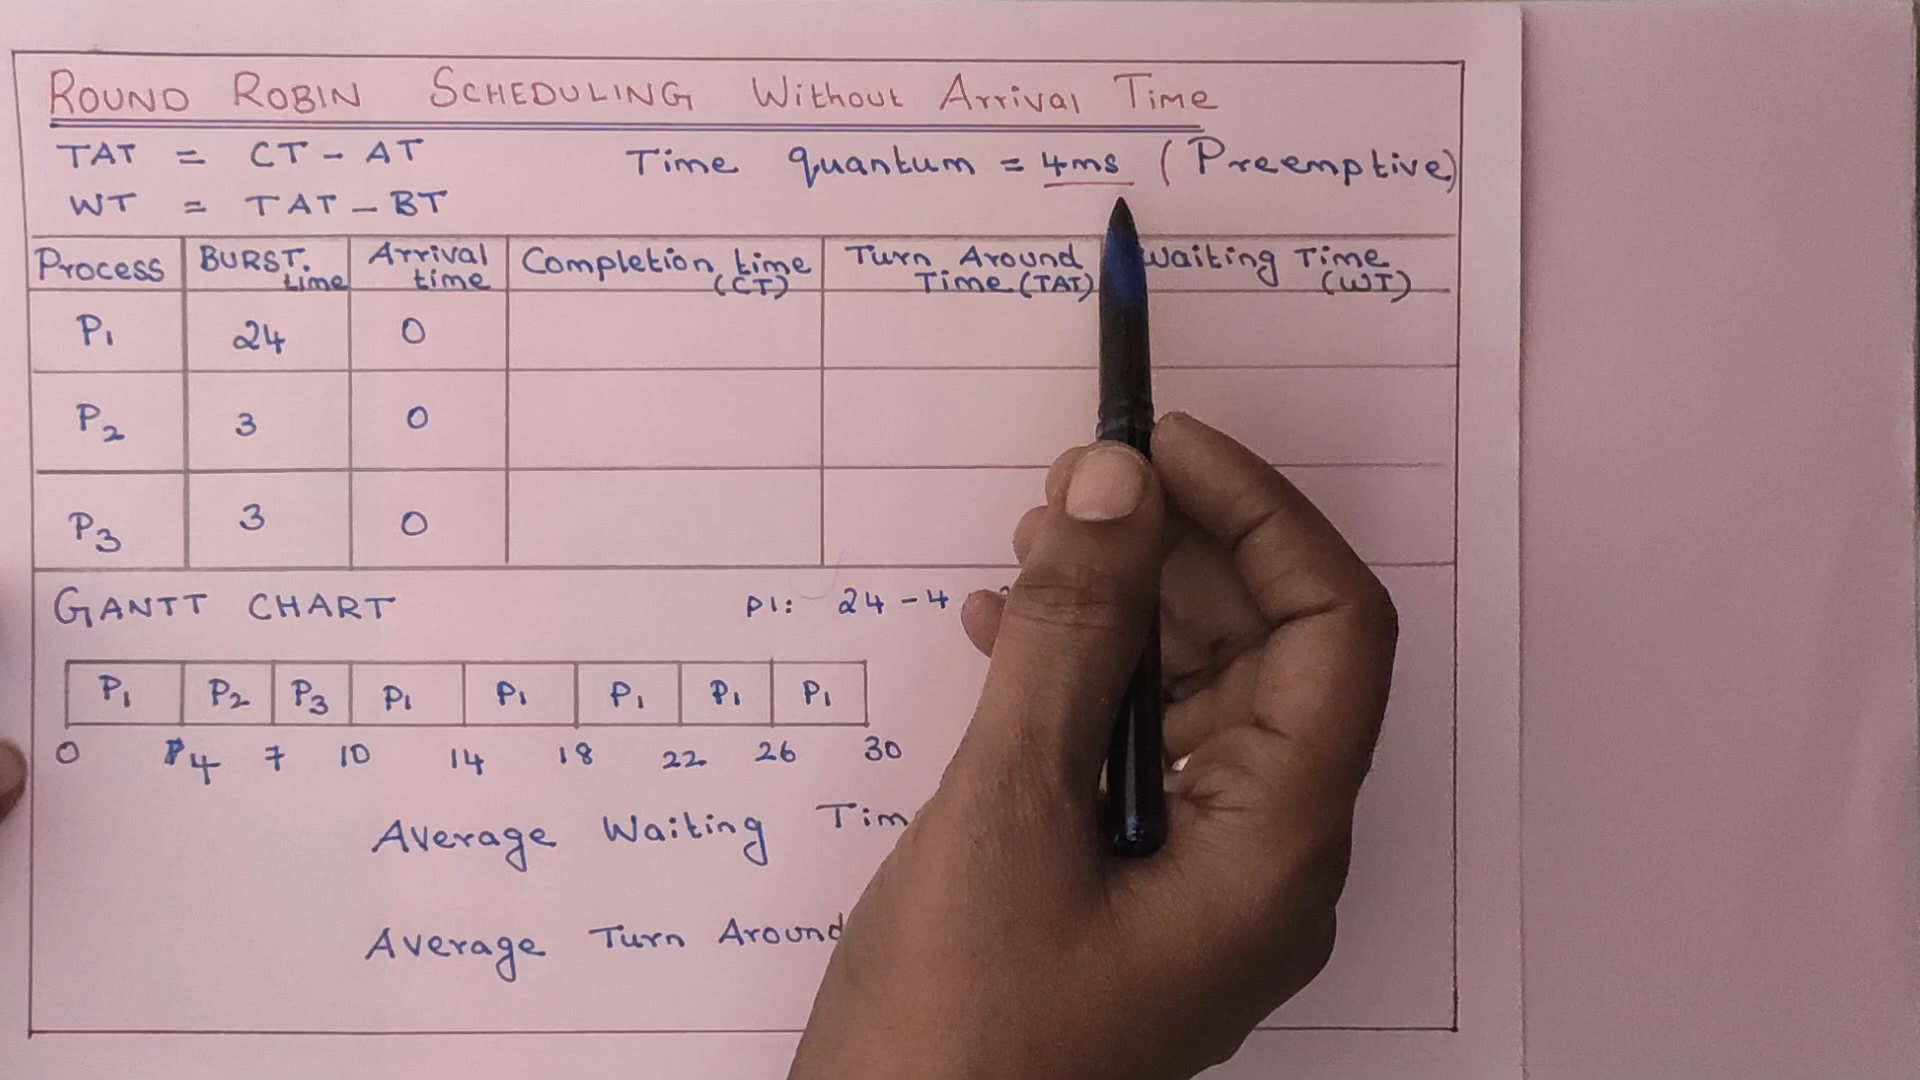 ROUND ROBIN SCHEDULING Without Arrival Time
TAT = CT - AT
Time quantum = 4ms (Preemptive)
WT = TAT - BT
Process BURST time Arrival time Completion time (CT) Turn Around Time (TAT) Waiting Time (WT)
P1 24 0
P2 3 0
P3 3 0
GANTT CHART
P1: 24 - 4
P1 P2 P3 P1 P1 P1 P1 P1
0 4 7 10 14 18 22 26 30
Average Waiting
Average Turn Around